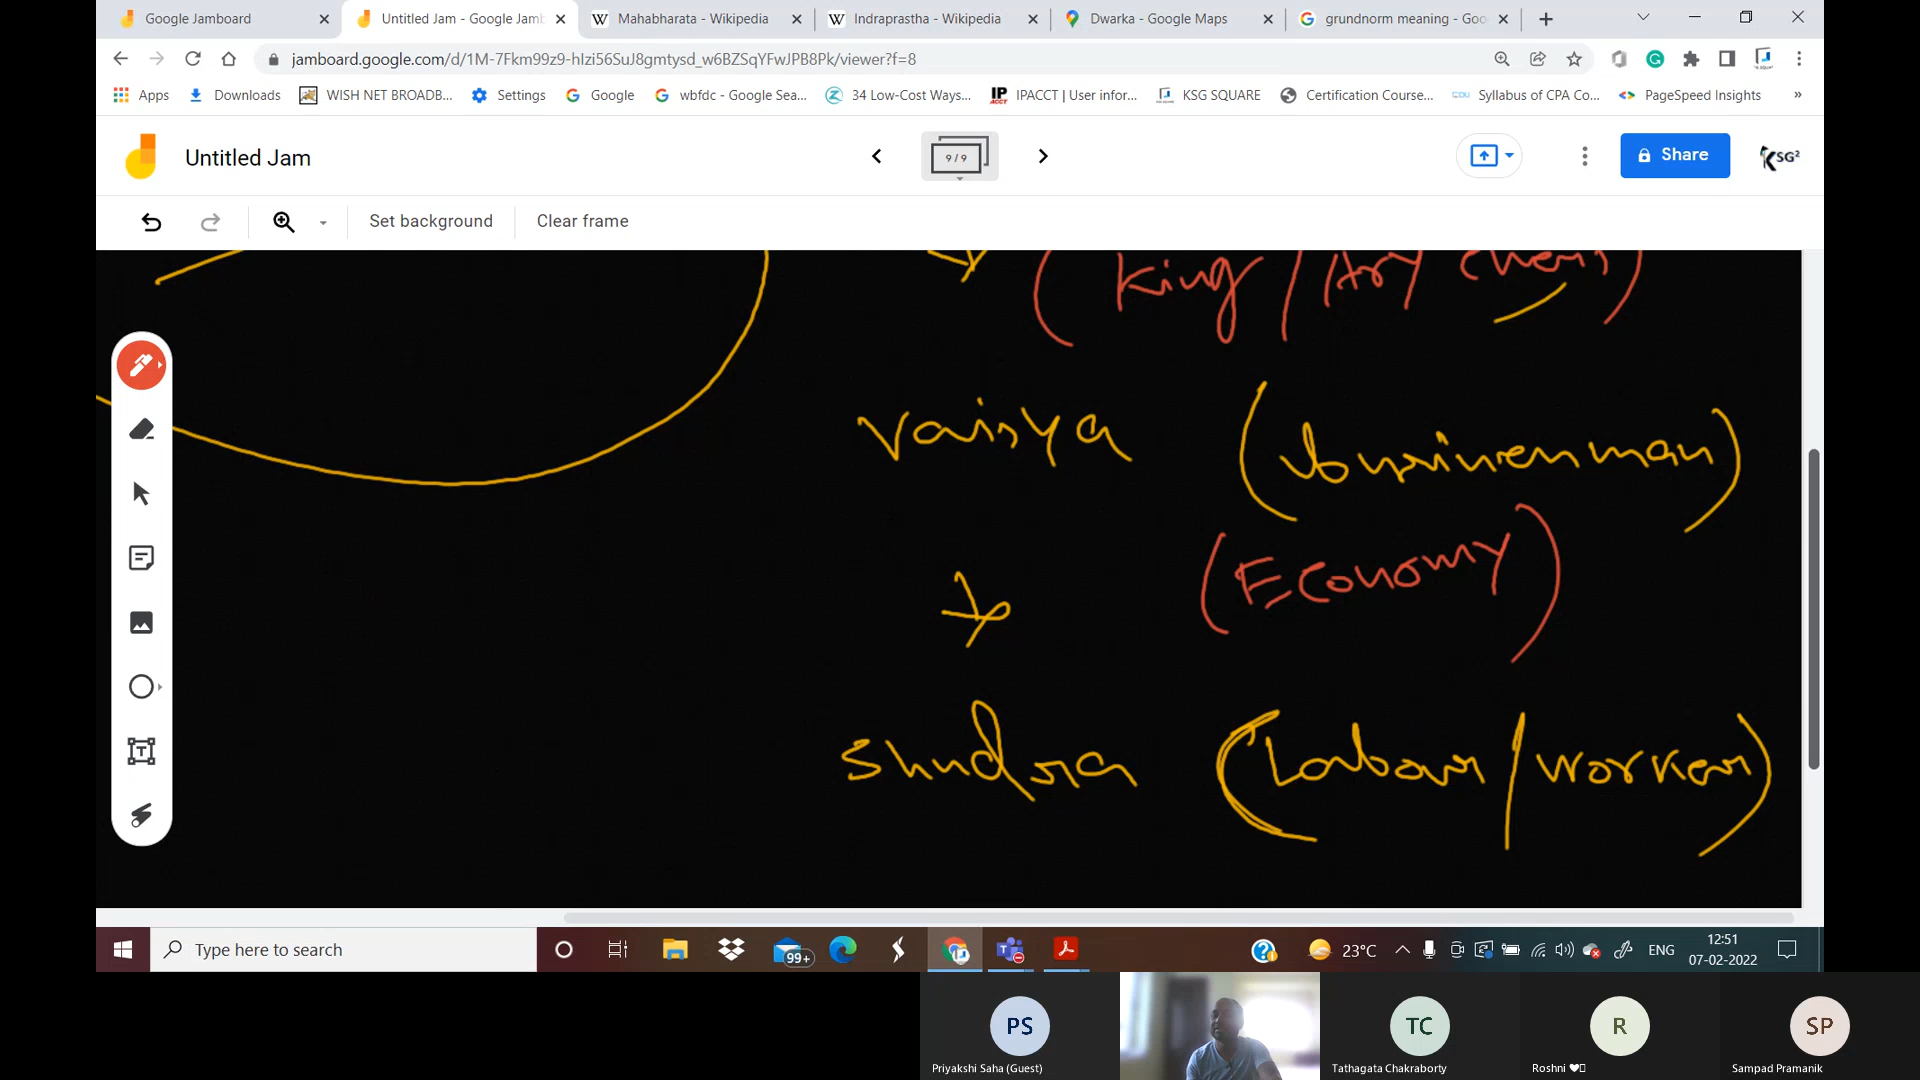 Google Jamboard
Untitled Jam - Google Jamb
Mahabharata - Wikipedia
Indraprastha - Wikipedia
Dwarka - Google Maps
grundnorm meaning - Goo
jamboard.google.com/d/1M-7Fkm99z9-hIzi56SuJ8gmtysd_w6BZSqYFwJPB8Pk/viewer?f=8
Apps
Downloads
WISH NET BROADB...
Settings
Google
wbfdc - Google Sea...
34 Low-Cost Ways...
IPACCT | User infor...
KSG SQUARE
Certification Course...
Syllabus of CPA Co...
PageSpeed Insights
Untitled Jam
9 / 9
Share
KSG²
Set background
Clear frame
(King /
Vaisya (businessman)
(Economy)
Shudra (Labour / worker)
Type here to search
99+
23°C
ENG
12:51
07-02-2022
PS
TC
R
SP
Priyakshi Saha (Guest)
Tathagata Chakraborty
Roshni ❤
Sampad Pramanik